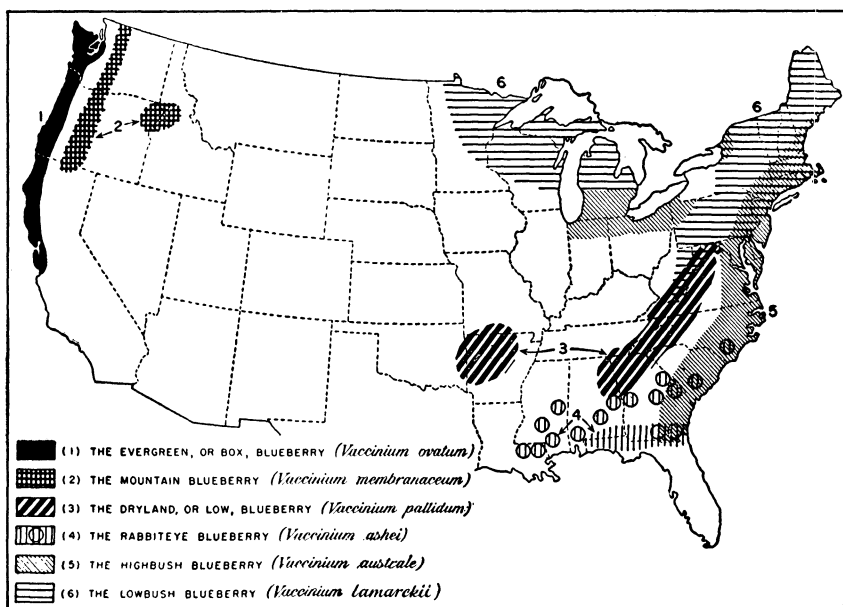 6
6
1
2
5
3
4
(1) THE EVERGREEN, OR BOX, BLUEBERRY (Vaccinium ovatum)
(2) THE MOUNTAIN BLUEBERRY (Vaccinium membranaceum)
(3) THE DRYLAND, OR LOW, BLUEBERRY (Vaccinium pallidum)
(4) THE RABBITEYE BLUEBERRY (Vaccinium ashei)
(5) THE HIGHBUSH BLUEBERRY (Vaccinium australe)
(6) THE LOWBUSH BLUEBERRY (Vaccinium lamarckii)